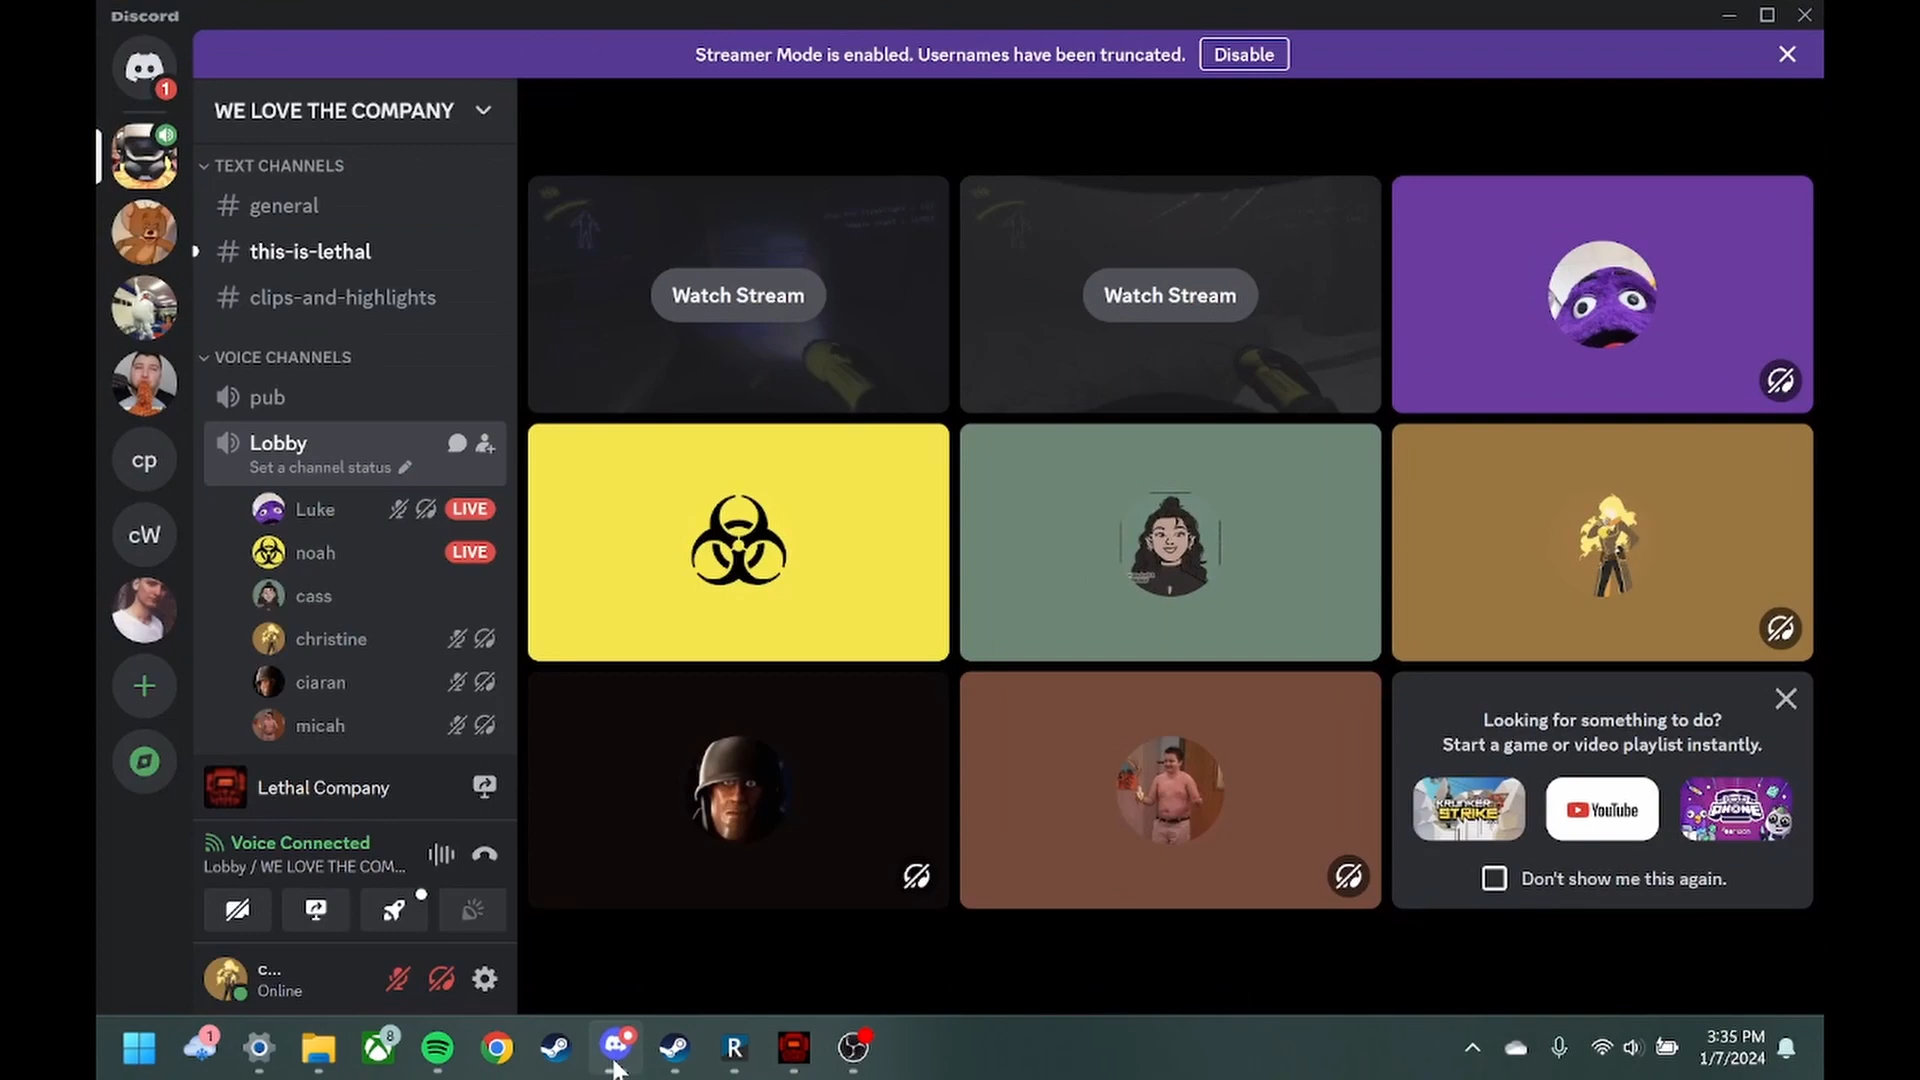 Discord
Streamer Mode is enabled. Usernames have been truncated.
Disable
1
WE LOVE THE COMPANY
TEXT CHANNELS
# general
# this-is-lethal
# clips-and-highlights
VOICE CHANNELS
pub
Lobby
Set a channel status
Luke LIVE
noah LIVE
cass
christine
ciaran
micah
cp
cW
Lethal Company
Voice Connected
Lobby / WE LOVE THE COM...
c...
Online
Watch Stream
Watch Stream
Looking for something to do?
Start a game or video playlist instantly.
KRUNKER STRIKE
YouTube
PHONE
Don't show me this again.
1
8
R
3:35 PM
1/7/2024